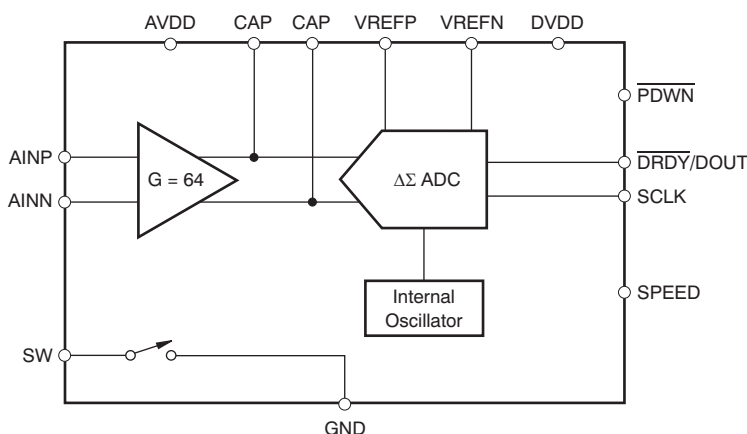 AVDD CAP CAP VREFP VREFN DVDD
PDWN
AINP
G = 64
ΔΣ ADC
DRDY/DOUT
AINN
SCLK
Internal
Oscillator
SPEED
SW
GND